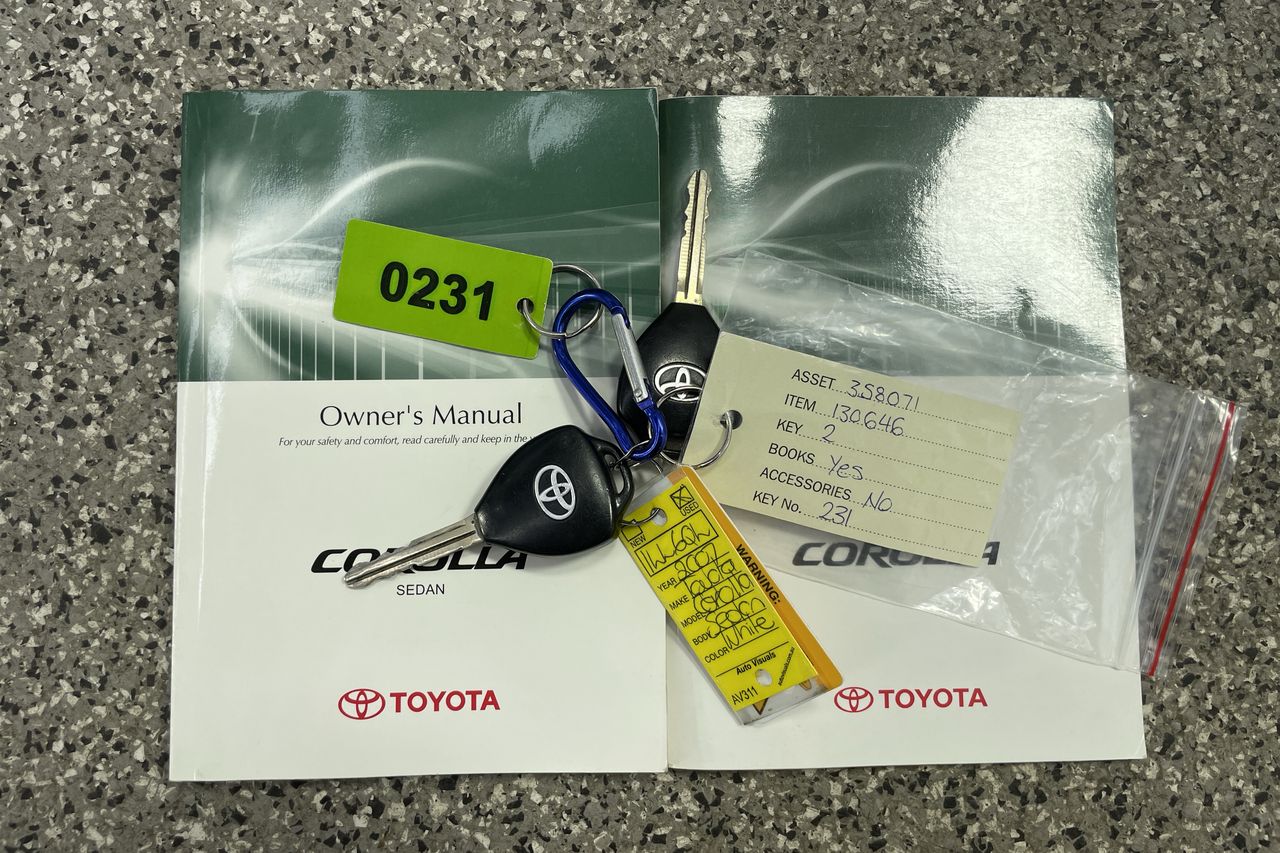 0231
Owner's Manual
For your safety and comfort, read carefully and keep in the
COROLLA
SEDAN
TOYOTA
ASSET 358071
ITEM 130646
KEY 2
BOOKS Yes
ACCESSORIES No
KEY No. 231
COROLLA
TOYOTA
NEW USED
YEAR 2007
MAKE
MODEL Corolla
BODY Sedan
COLOR White
Auto Visuals
AV311
WARNING: